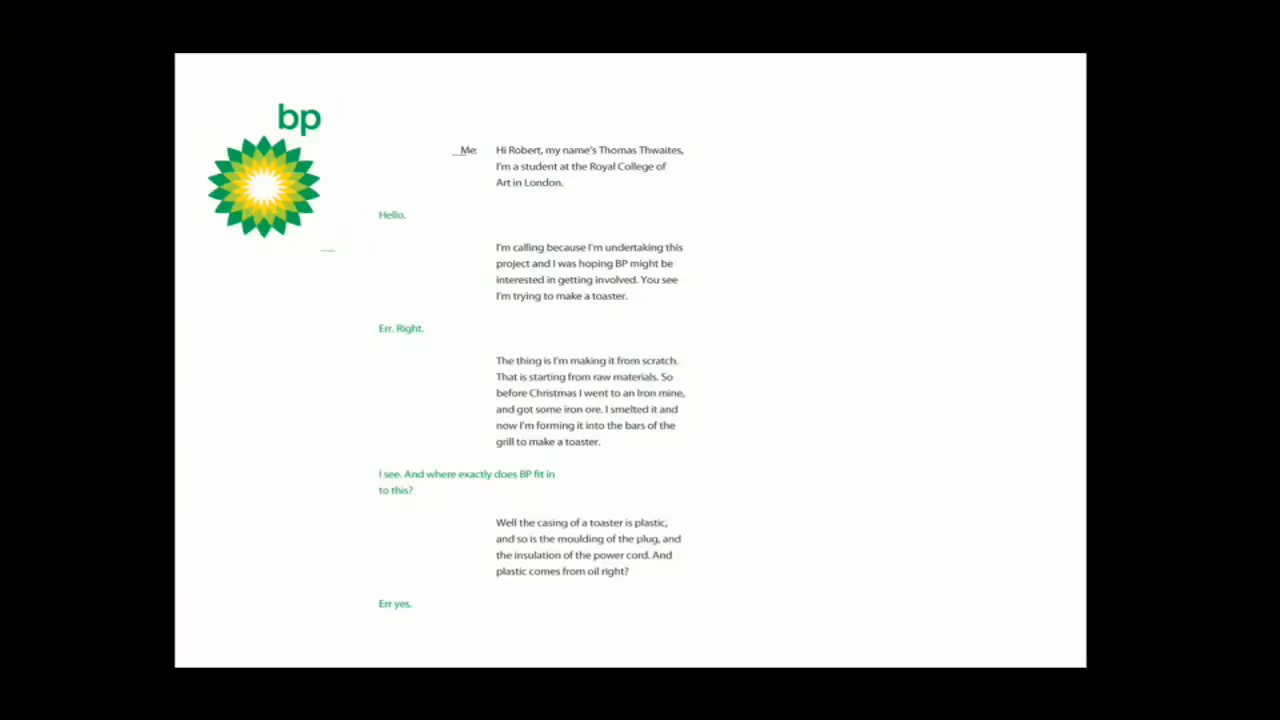 bp
Me: Hi Robert, my name's Thomas Thwaites,
I'm a student at the Royal College of
Art in London.
Hello.
I'm calling because I'm undertaking this
project and I was hoping BP might be
interested in getting involved. You see
I'm trying to make a toaster.
Err. Right.
The thing is I'm making it from scratch.
That is starting from raw materials. So
before Christmas I went to an Iron mine,
and got some iron ore. I smelted it and
now I'm forming it into the bars of the
grill to make a toaster.
I see. And where exactly does BP fit in
to this?
Well the casing of a toaster is plastic,
and so is the moulding of the plug, and
the insulation of the power cord. And
plastic comes from oil right?
Err yes.